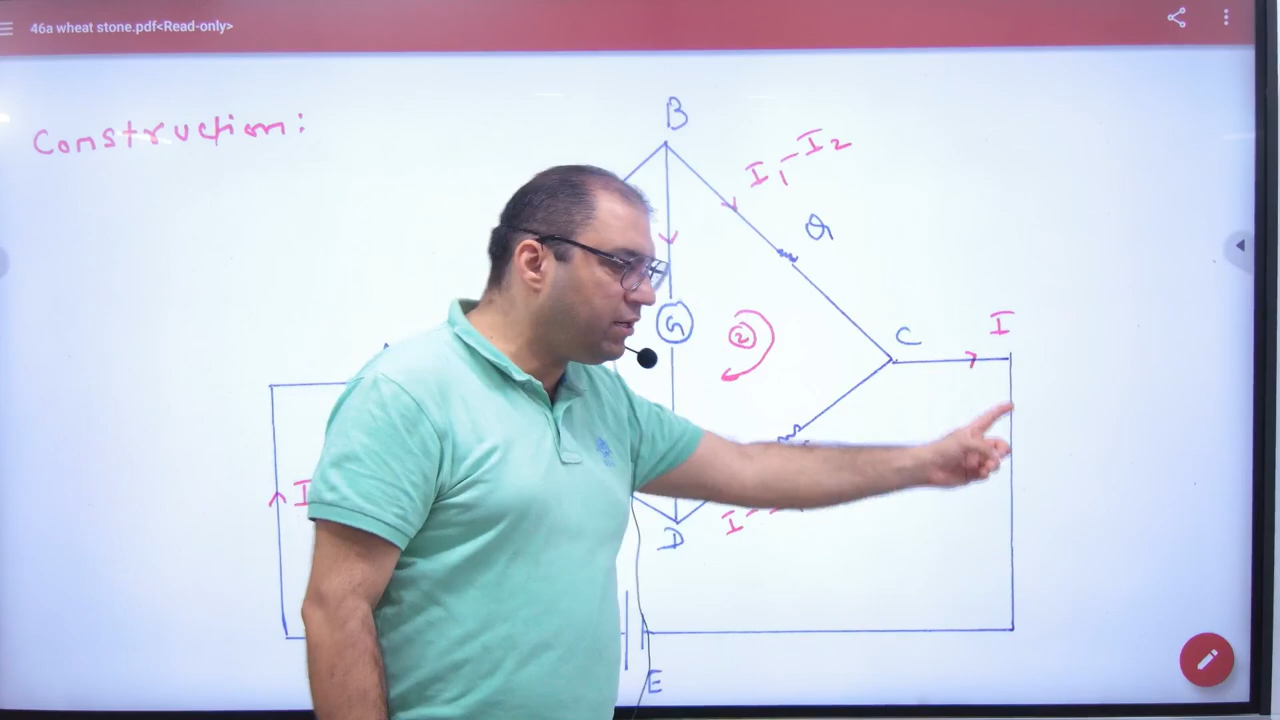 46a wheat stone.pdf<Read-only>
Construction:
B
I₁-I₂
Q
G
2
C
I
I
D
E